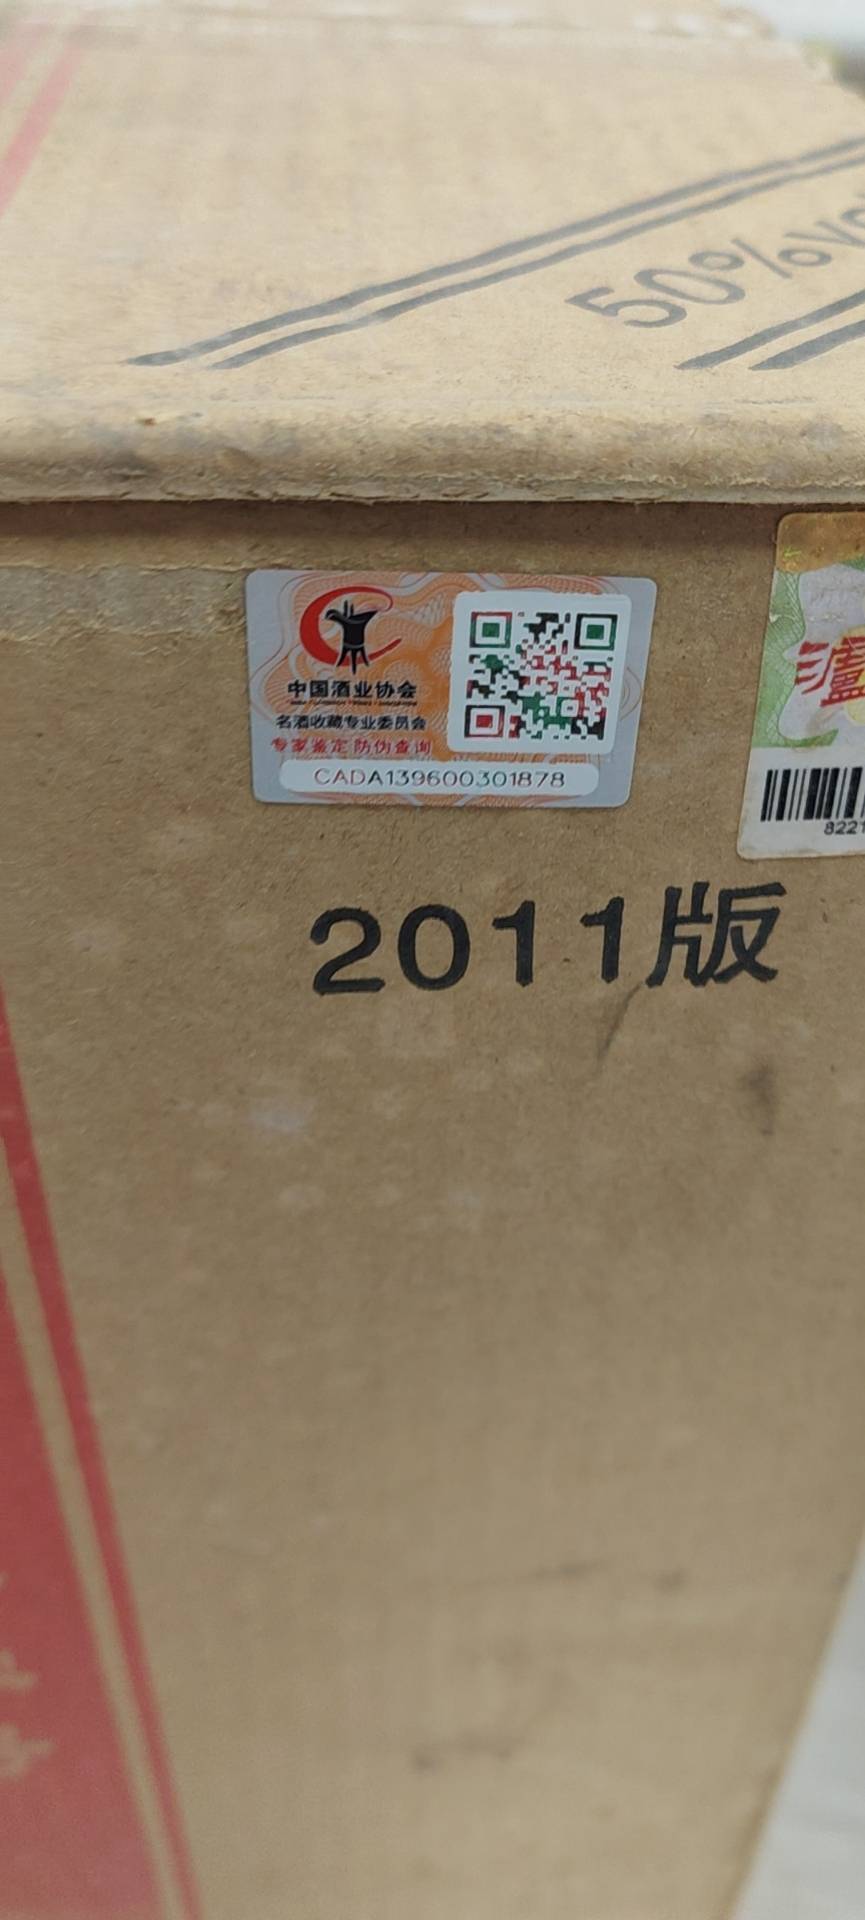 50%vo
中国酒业协会
名酒收藏专业委员会
专家鉴定 防伪查询
CADA139600301878
8221
2011版